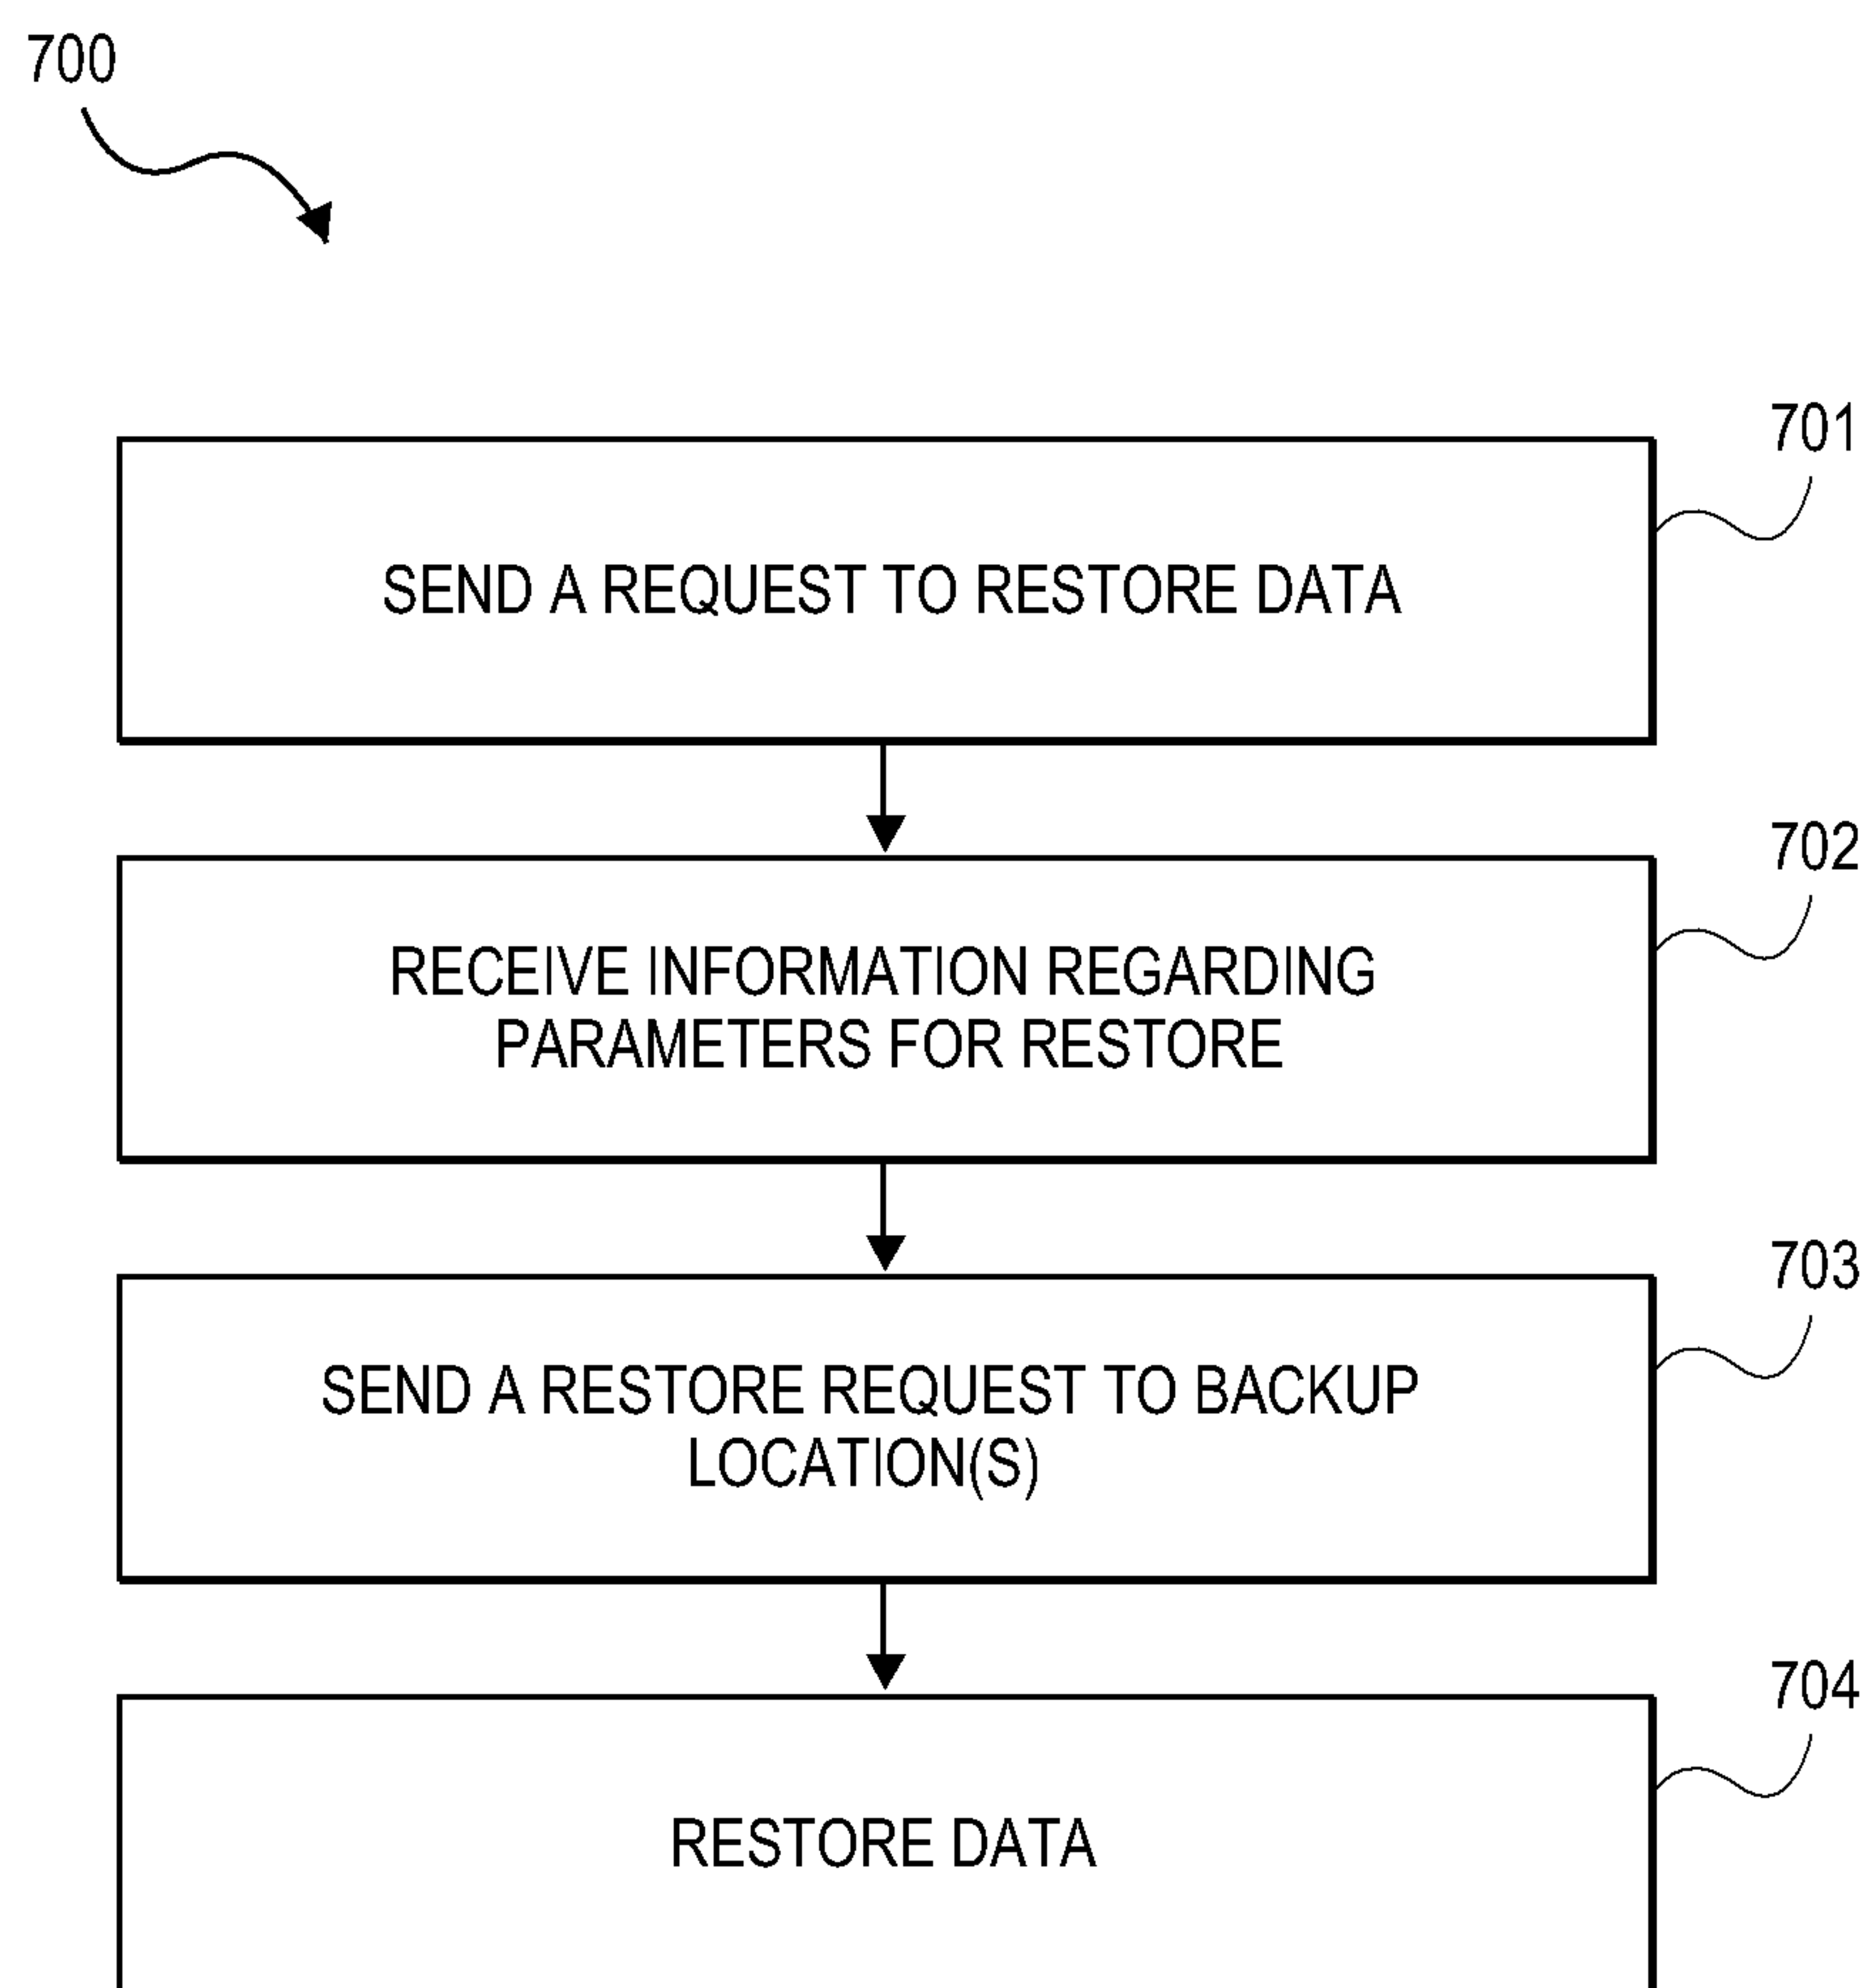 700
701
SEND A REQUEST TO RESTORE DATA
702
RECEIVE INFORMATION REGARDING
PARAMETERS FOR RESTORE
703
SEND A RESTORE REQUEST TO BACKUP
LOCATION(S)
704
RESTORE DATA